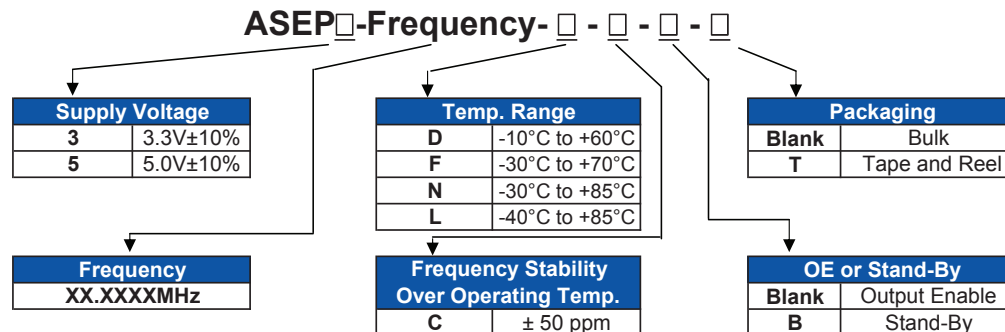 ASEP□-Frequency- □ - □ - □ - □
Supply Voltage
3 3.3V±10%
5 5.0V±10%
Temp. Range
D -10°C to +60°C
F -30°C to +70°C
N -30°C to +85°C
L -40°C to +85°C
Packaging
Blank Bulk
T Tape and Reel
Frequency
XX.XXXXMHz
Frequency Stability
Over Operating Temp.
C ± 50 ppm
OE or Stand-By
Blank Output Enable
B Stand-By